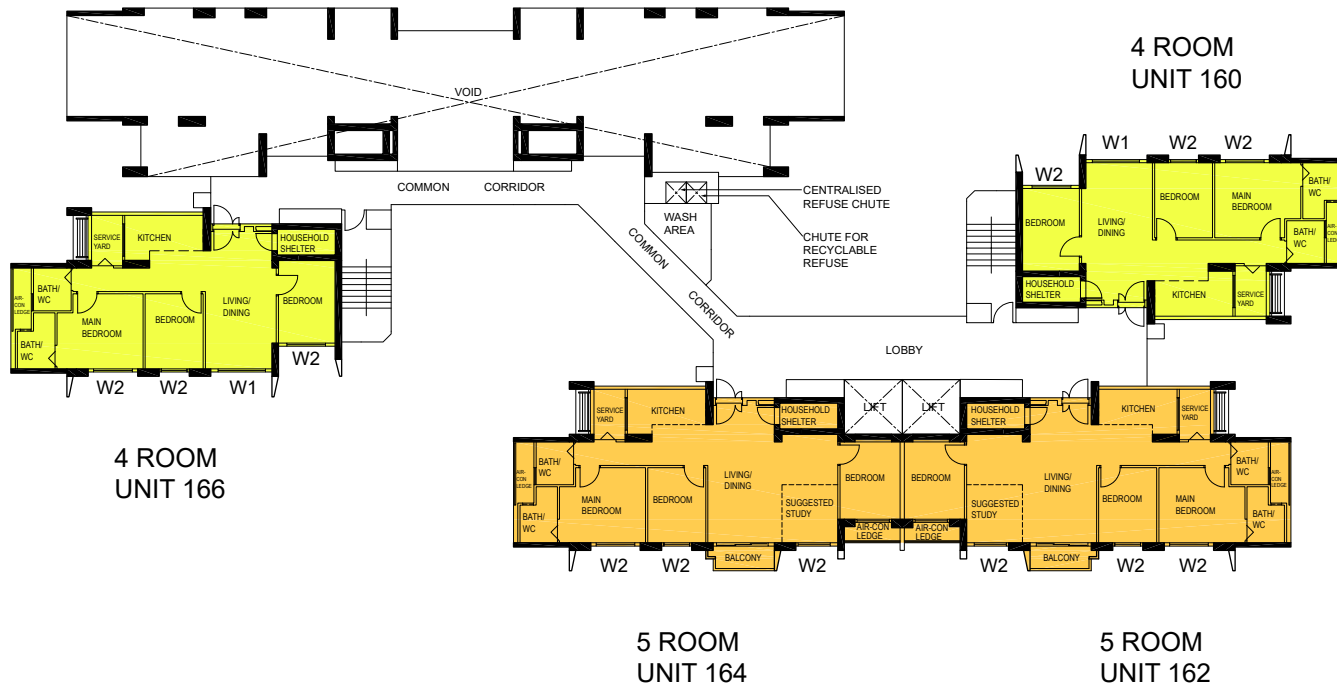 4 ROOM
UNIT 160
VOID
COMMON CORRIDOR
CENTRALISED
REFUSE CHUTE
WASH
AREA
CHUTE FOR
RECYCLABLE
REFUSE
COMMON
CORRIDOR
LOBBY
W1
W2
W2
W2
BEDROOM
LIVING/
DINING
BEDROOM
MAIN
BEDROOM
BATH/
WC
BATH/
WC
AIR-
CON
LEDGE
HOUSEHOLD
SHELTER
KITCHEN
SERVICE
YARD
SERVICE
YARD
KITCHEN
HOUSEHOLD
SHELTER
AIR-
CON
LEDGE
BATH/
WC
BATH/
WC
MAIN
BEDROOM
BEDROOM
LIVING/
DINING
BEDROOM
W2
W2
W1
W2
4 ROOM
UNIT 166
SERVICE
YARD
KITCHEN
HOUSEHOLD
SHELTER
LIFT
LIFT
HOUSEHOLD
SHELTER
KITCHEN
SERVICE
YARD
AIR-
CON
LEDGE
BATH/
WC
BATH/
WC
MAIN
BEDROOM
BEDROOM
LIVING/
DINING
SUGGESTED
STUDY
BEDROOM
AIR-CON
LEDGE
BALCONY
BEDROOM
AIR-CON
LEDGE
SUGGESTED
STUDY
LIVING/
DINING
BALCONY
BEDROOM
MAIN
BEDROOM
BATH/
WC
BATH/
WC
AIR-
CON
LEDGE
W2
W2
W2
W2
W2
W2
5 ROOM
UNIT 164
5 ROOM
UNIT 162